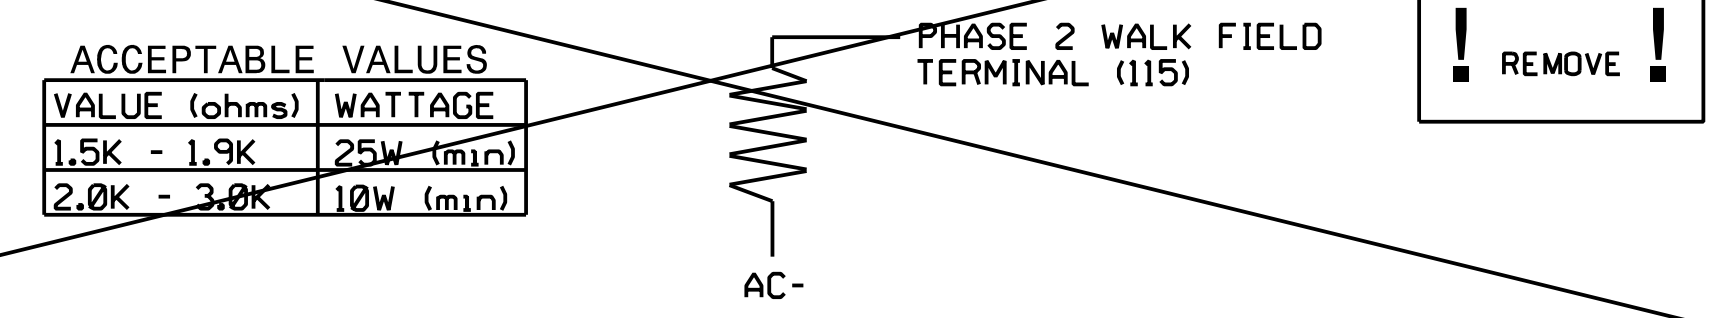 ACCEPTABLE VALUES
VALUE (ohms) WATTAGE
1.5K - 1.9K 25W (min)
2.0K - 3.0K 10W (min)
PHASE 2 WALK FIELD
TERMINAL (115)
AC-
! REMOVE !